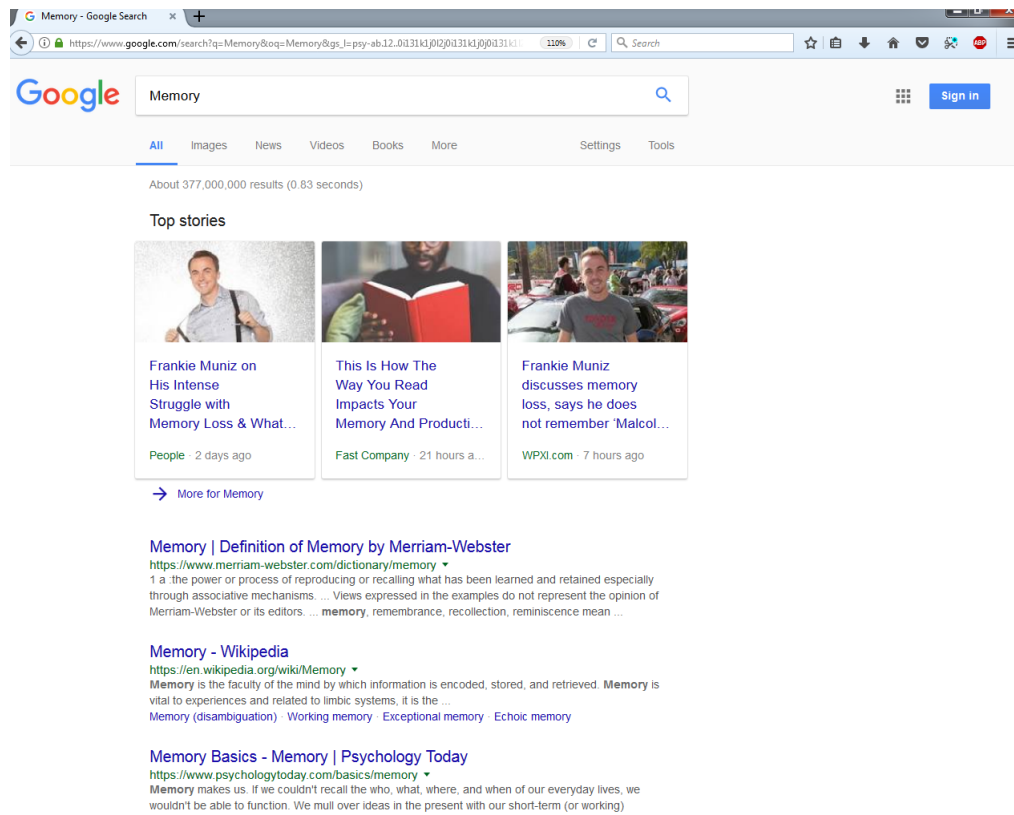 Memory - Google Search
https://www.google.com/search?q=Memory&oq=Memory&gs_l=psy-ab.12..0i131k1j0l2j0i131k1j0j0i131k1l 110% Search ABP
Google Memory Sign in
All Images News Videos Books More Settings Tools
About 377,000,000 results (0.83 seconds)
Top stories
Frankie Muniz on
His Intense
Struggle with
Memory Loss & What...
People · 2 days ago
This Is How The
Way You Read
Impacts Your
Memory And Producti...
Fast Company · 21 hours a...
Frankie Muniz
discusses memory
loss, says he does
not remember ‘Malcol...
WPXI.com · 7 hours ago
More for Memory
Memory | Definition of Memory by Merriam-Webster
https://www.merriam-webster.com/dictionary/memory
1 a :the power or process of reproducing or recalling what has been learned and retained especially
through associative mechanisms. ... Views expressed in the examples do not represent the opinion of
Merriam-Webster or its editors. ... memory, remembrance, recollection, reminiscence mean ...
Memory - Wikipedia
https://en.wikipedia.org/wiki/Memory
Memory is the faculty of the mind by which information is encoded, stored, and retrieved. Memory is
vital to experiences and related to limbic systems, it is the ...
Memory (disambiguation) · Working memory · Exceptional memory · Echoic memory
Memory Basics - Memory | Psychology Today
https://www.psychologytoday.com/basics/memory
Memory makes us. If we couldn't recall the who, what, where, and when of our everyday lives, we
wouldn't be able to function. We mull over ideas in the present with our short-term (or working)